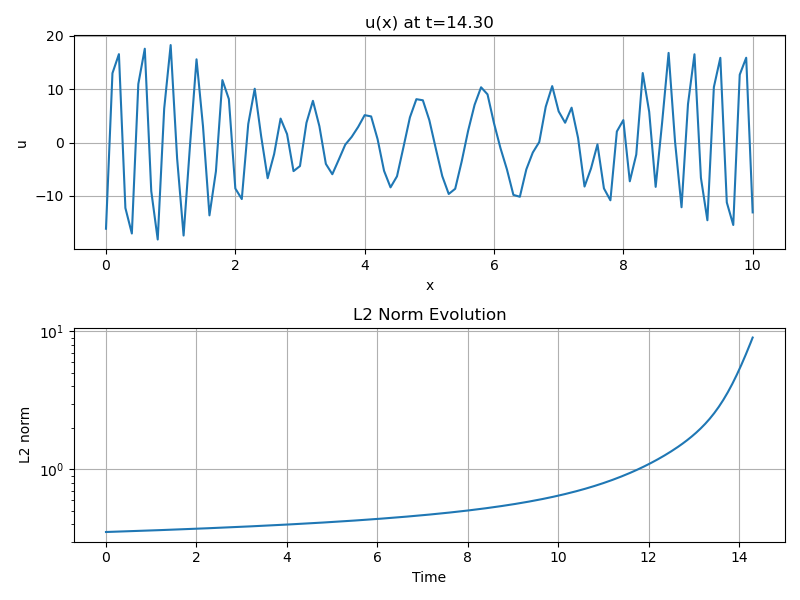 u(x) at t=14.30
20
10
0
−10
u
0 2 4 6 8 10
x
L2 Norm Evolution
10¹
10⁰
L2 norm
0 2 4 6 8 10 12 14
Time